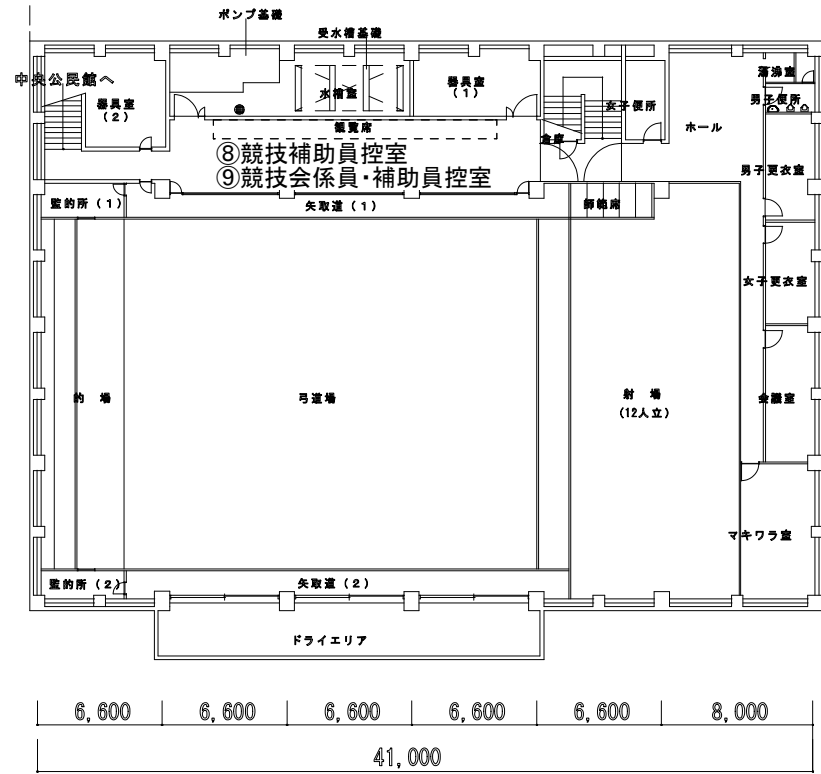 ポンプ基礎
受水槽基礎
中央公民館へ
器具室
(2)
水槽室
器具室
(1)
女子便所
倉庫
ホール
湯沸室
男子便所
観覧席
⑧競技補助員控室
⑨競技会係員・補助員控室
男子更衣室
監的所(1)
矢取道(1)
師範席
女子更衣室
的 場
弓道場
射 場
(12人立)
会議室
マキワラ室
監的所(2)
矢取道(2)
ドライエリア
6,600
6,600
6,600
6,600
6,600
8,000
41,000